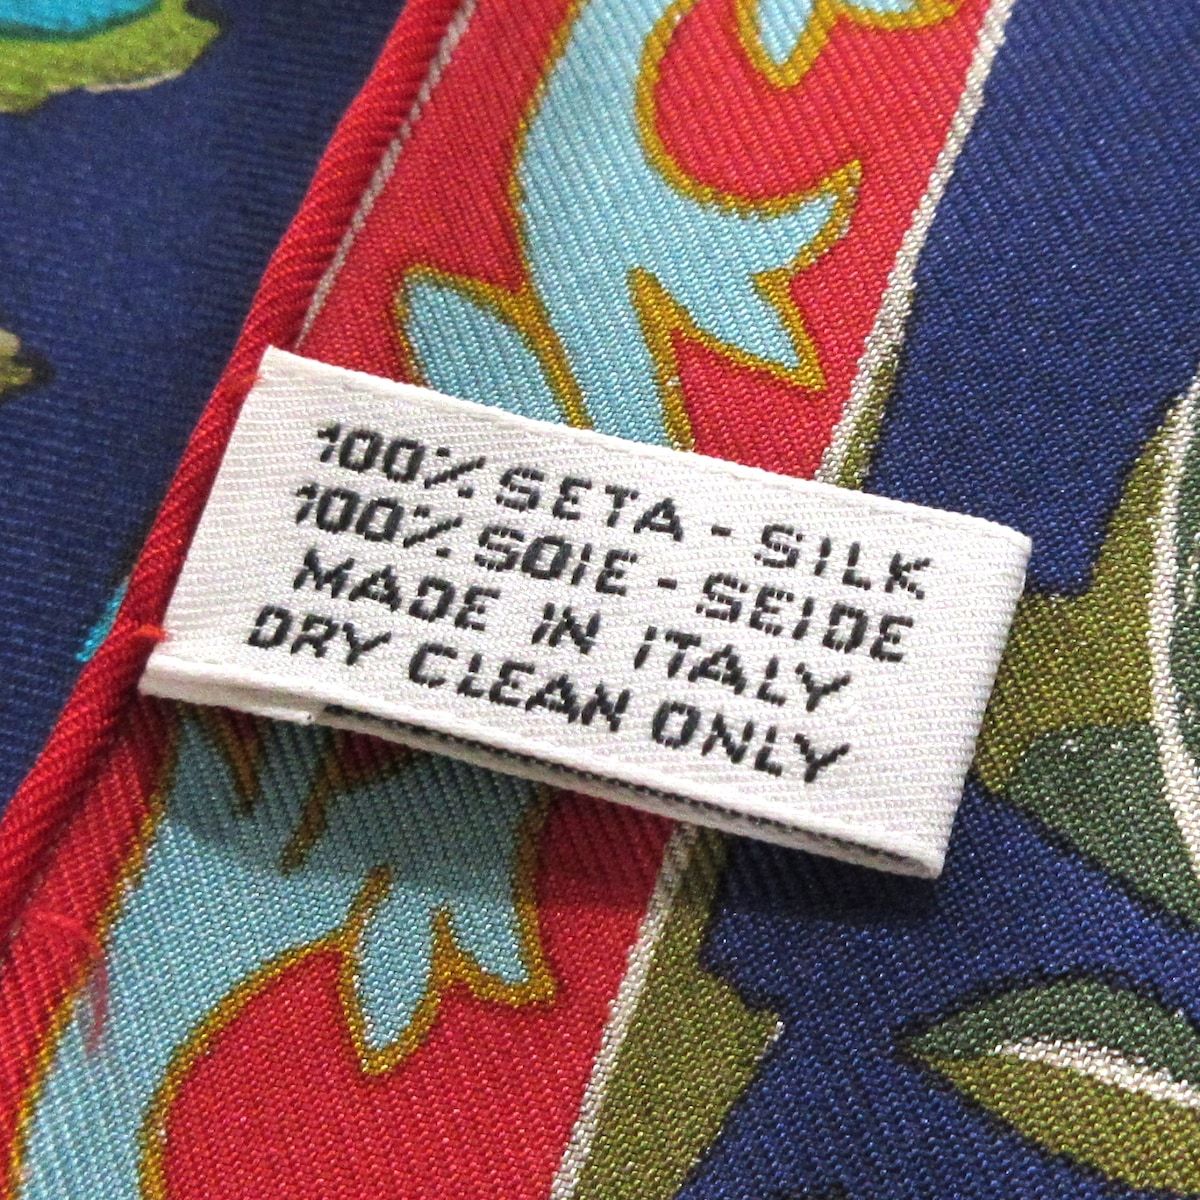 100% SETA - SILK
100% SOIE - SEIDE
MADE IN ITALY
DRY CLEAN ONLY